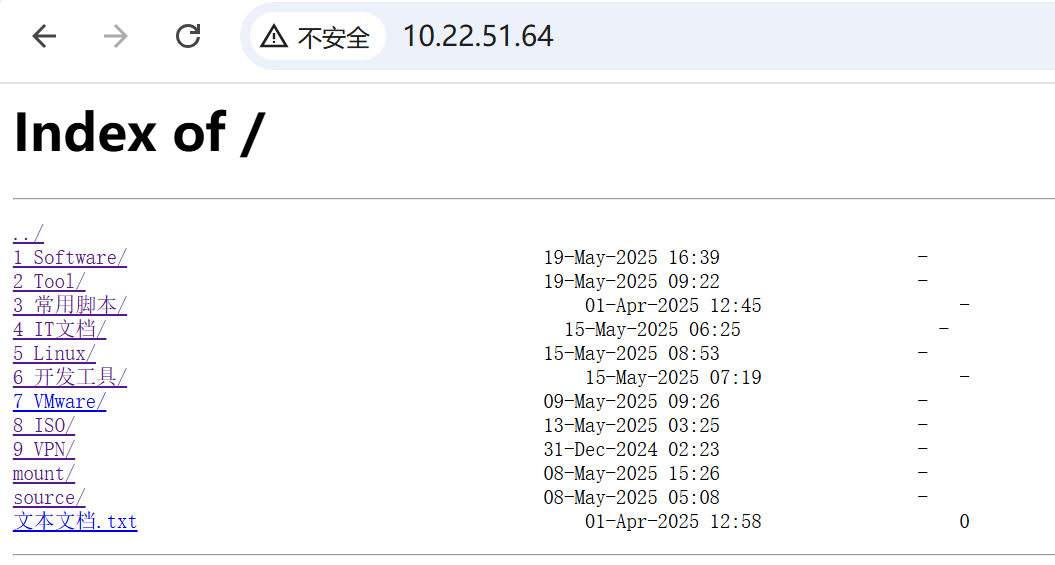 不安全 10.22.51.64
Index of /
../
1 Software/ 19-May-2025 16:39 -
2 Tool/ 19-May-2025 09:22 -
3 常用脚本/ 01-Apr-2025 12:45 -
4 IT文档/ 15-May-2025 06:25 -
5 Linux/ 15-May-2025 08:53 -
6 开发工具/ 15-May-2025 07:19 -
7 VMware/ 09-May-2025 09:26 -
8 ISO/ 13-May-2025 03:25 -
9 VPN/ 31-Dec-2024 02:23 -
mount/ 08-May-2025 15:26 -
source/ 08-May-2025 05:08 -
文本文档.txt 01-Apr-2025 12:58 0